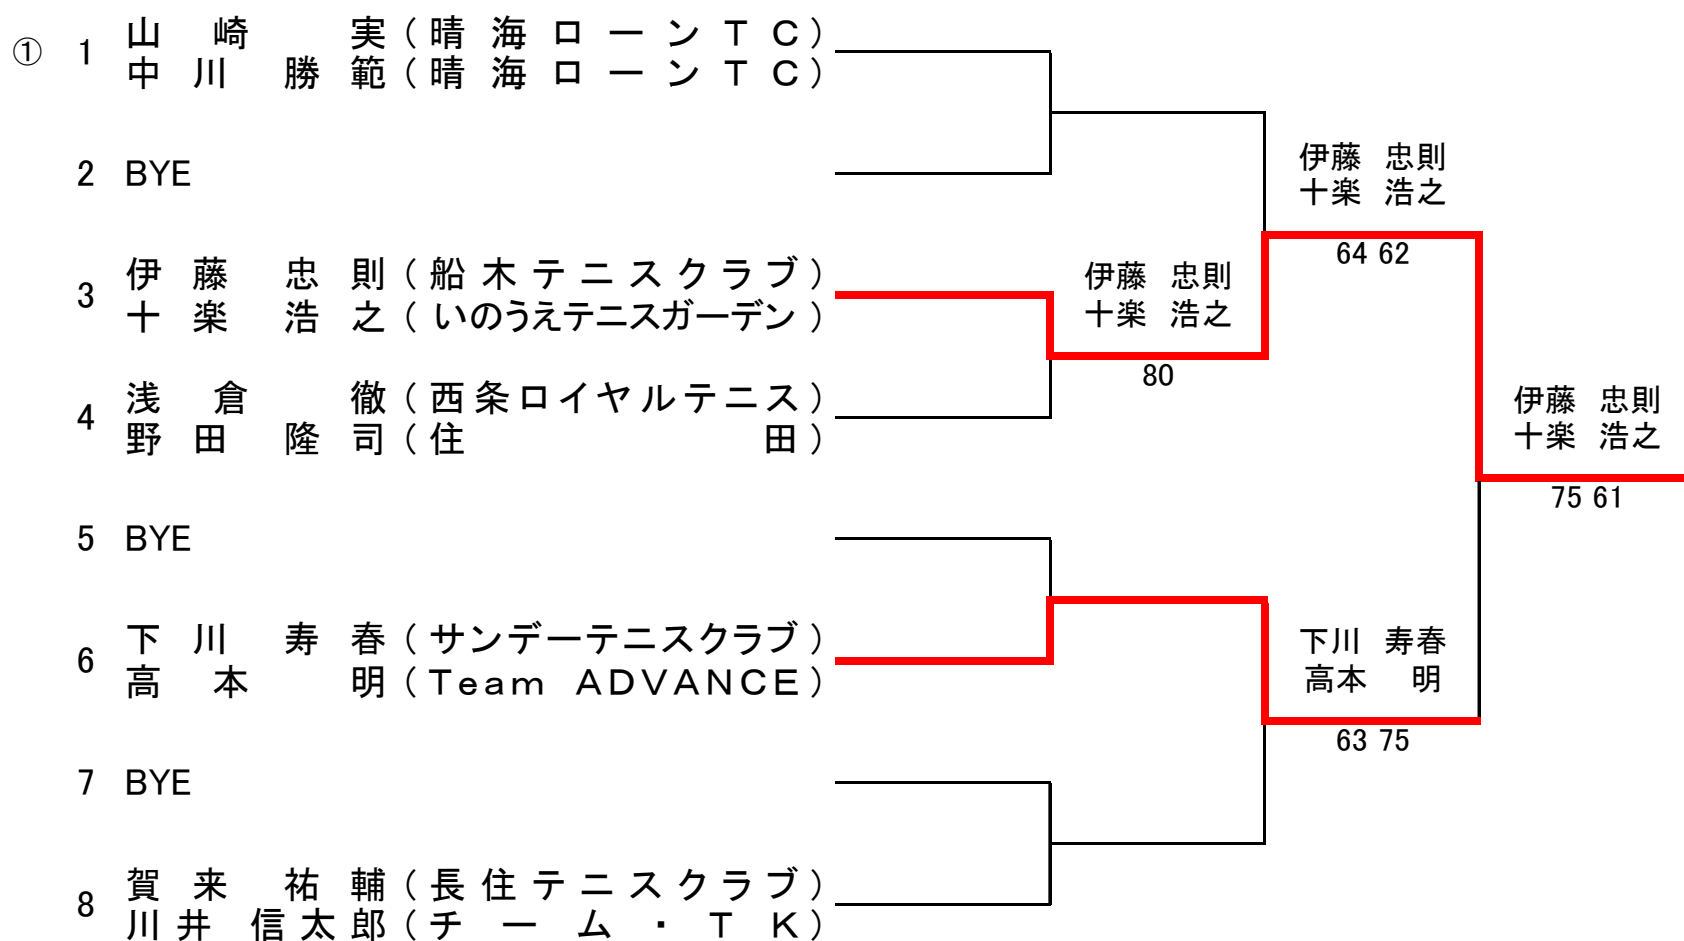 ① 1 山崎 実(晴海ローンTC)
中川 勝範(晴海ローンTC)
2 BYE
3 伊藤 忠則(船木テニスクラブ)
十楽 浩之(いのうえテニスガーデン)
4 浅倉 徹(西条ロイヤルテニス)
野田 隆司(住田)
5 BYE
6 下川 寿春(サンデーテニスクラブ)
高本 明(Team ADVANCE)
7 BYE
8 賀来 祐輔(長住テニスクラブ)
川井 信太郎(チーム・TK)
伊藤 忠則
十楽 浩之
80
伊藤 忠則
十楽 浩之
64 62
下川 寿春
高本 明
63 75
伊藤 忠則
十楽 浩之
75 61